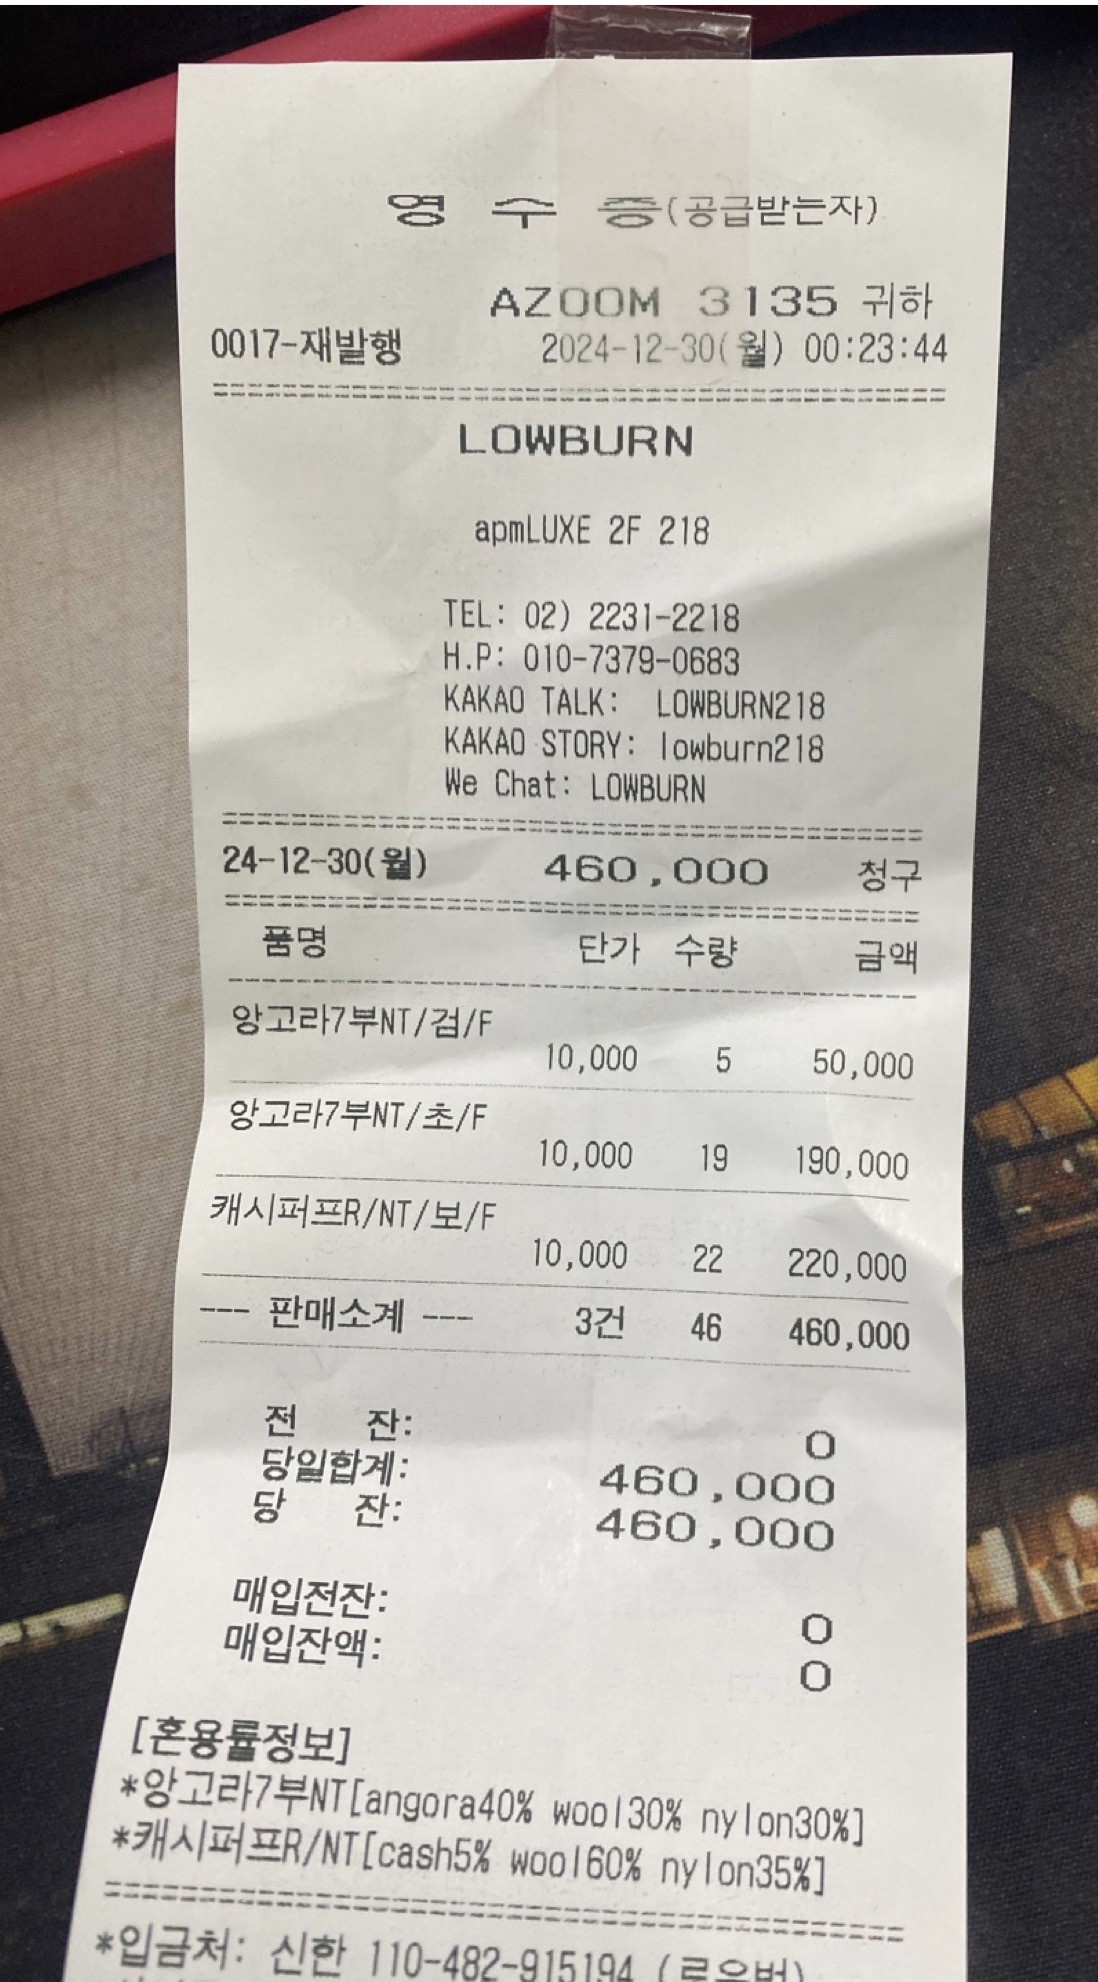 영 수 증(공급받는자)
AZOOM 3135 귀하
0017-재발행 2024-12-30(월) 00:23:44
LOWBURN
apmLUXE 2F 218
TEL: 02) 2231-2218
H.P: 010-7379-0683
KAKAO TALK: LOWBURN218
KAKAO STORY: lowburn218
We Chat: LOWBURN
24-12-30(월) 460,000 청구
품명 단가 수량 금액
앙고라7부NT/검/F
10,000 5 50,000
앙고라7부NT/초/F
10,000 19 190,000
캐시퍼프R/NT/보/F
10,000 22 220,000
--- 판매소계 --- 3건 46 460,000
전 잔: 0
당일합계: 460,000
당 잔: 460,000
매입전잔: 0
매입잔액: 0
[혼용률정보]
*앙고라7부NT[angora40% wool30% nylon30%]
*캐시퍼프R/NT[cash5% wool60% nylon35%]
*입금처: 신한 110-482-915194 (로우번)